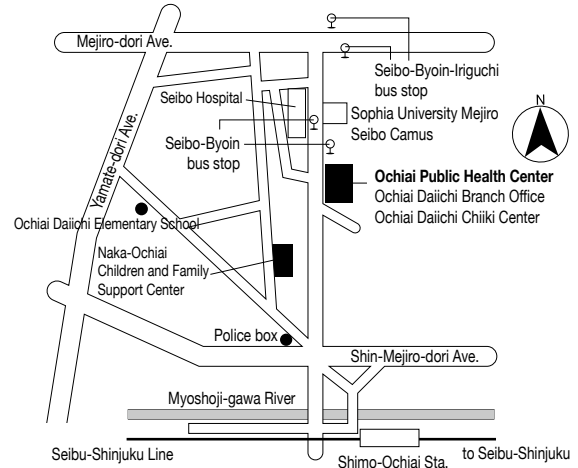 Mejiro-dori Ave.
Seibo-Byoin-Iriguchi
bus stop
N
Yamate-dori Ave.
Seibo Hospital
Sophia University Mejiro
Seibo Camus
Seibo-Byoin
bus stop
Ochiai Public Health Center
Ochiai Daiichi Branch Office
Ochiai Daiichi Chiiki Center
Ochiai Daiichi Elementary School
Naka-Ochiai
Children and Family
Support Center
Police box
Shin-Mejiro-dori Ave.
Myoshoji-gawa River
Seibu-Shinjuku Line
Shimo-Ochiai Sta.
to Seibu-Shinjuku